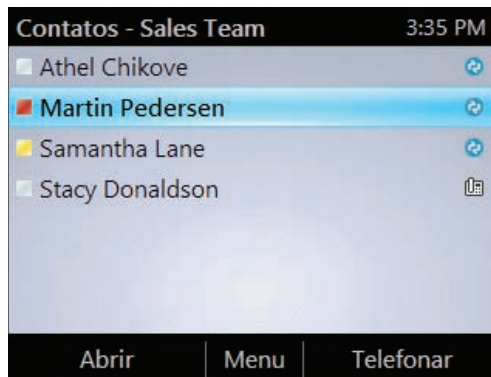 Contatos - Sales Team 3:35 PM
Athel Chikove
Martin Pedersen
Samantha Lane
Stacy Donaldson
Abrir Menu Telefonar